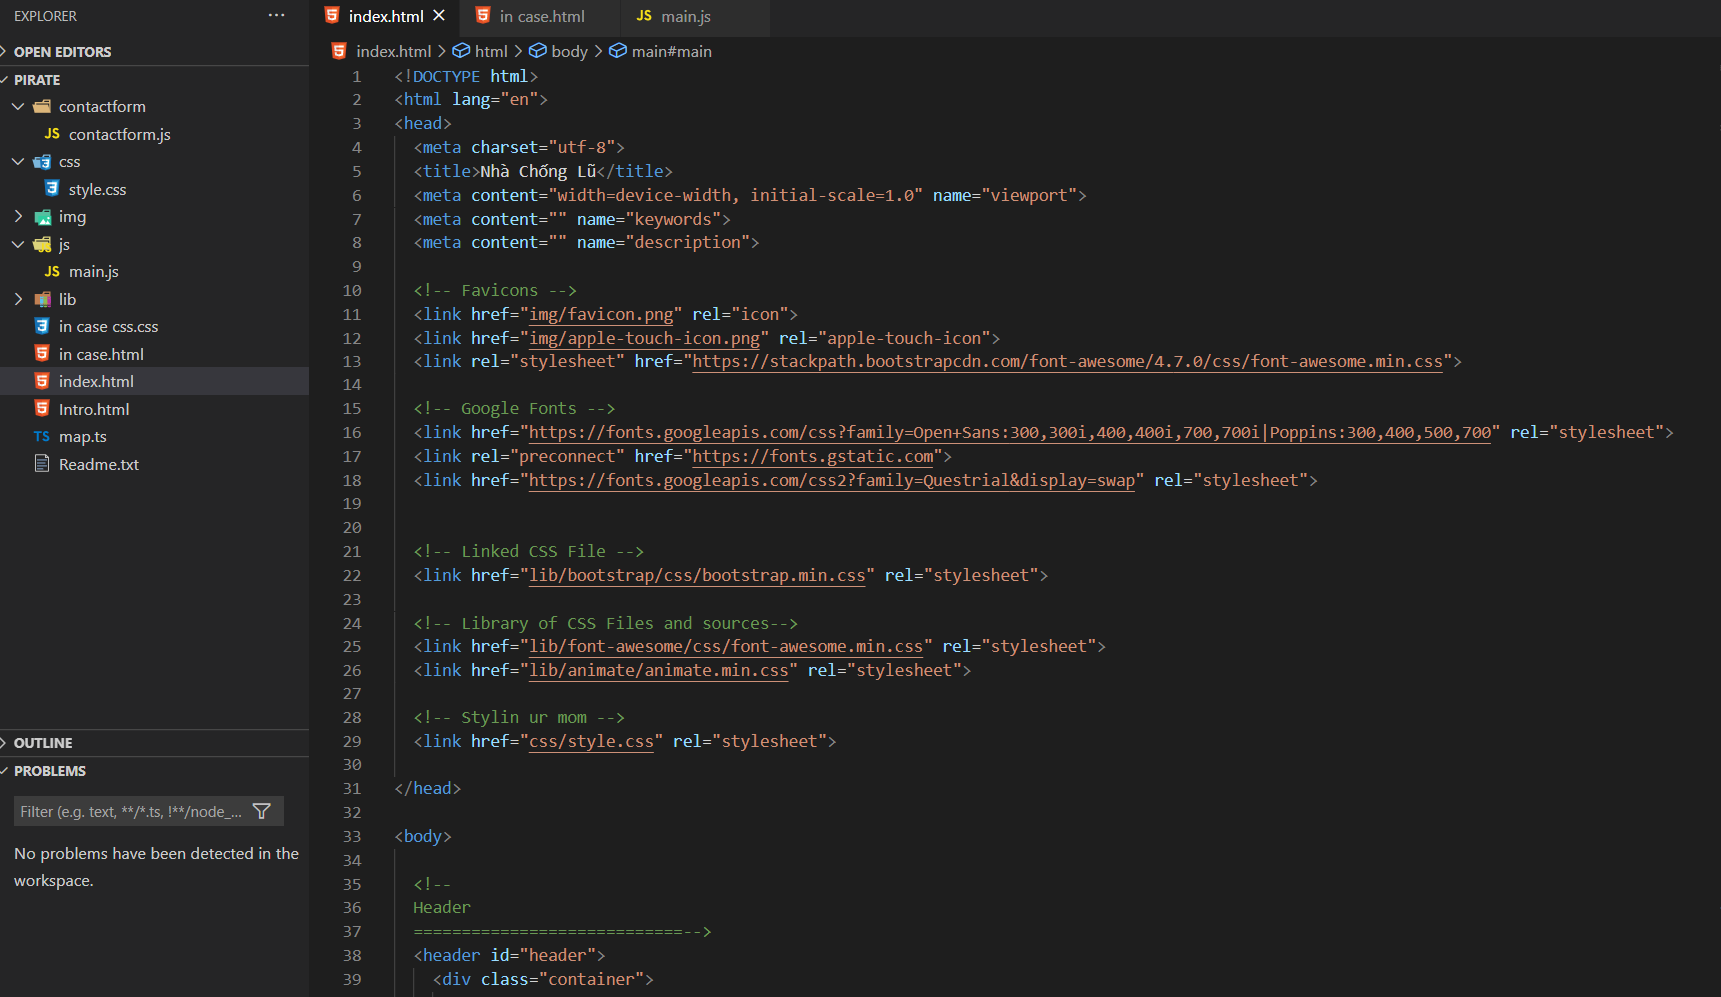 EXPLORER ···
OPEN EDITORS
PIRATE
contactform
JS contactform.js
css
style.css
img
js
JS main.js
lib
in case css.css
in case.html
index.html
Intro.html
TS map.ts
Readme.txt
OUTLINE
PROBLEMS
Filter (e.g. text, **/*.ts, !**/node_...
No problems have been detected in the
workspace.
index.html in case.html JS main.js
index.html > html > body > main#main
1 <!DOCTYPE html>
2 <html lang="en">
3 <head>
4 <meta charset="utf-8">
5 <title>Nhà Chống Lũ</title>
6 <meta content="width=device-width, initial-scale=1.0" name="viewport">
7 <meta content="" name="keywords">
8 <meta content="" name="description">
9
10 <!-- Favicons -->
11 <link href="img/favicon.png" rel="icon">
12 <link href="img/apple-touch-icon.png" rel="apple-touch-icon">
13 <link rel="stylesheet" href="https://stackpath.bootstrapcdn.com/font-awesome/4.7.0/css/font-awesome.min.css">
14
15 <!-- Google Fonts -->
16 <link href="https://fonts.googleapis.com/css?family=Open+Sans:300,300i,400,400i,700,700i|Poppins:300,400,500,700" rel="stylesheet">
17 <link rel="preconnect" href="https://fonts.gstatic.com">
18 <link href="https://fonts.googleapis.com/css2?family=Questrial&display=swap" rel="stylesheet">
19
20
21 <!-- Linked CSS File -->
22 <link href="lib/bootstrap/css/bootstrap.min.css" rel="stylesheet">
23
24 <!-- Library of CSS Files and sources-->
25 <link href="lib/font-awesome/css/font-awesome.min.css" rel="stylesheet">
26 <link href="lib/animate/animate.min.css" rel="stylesheet">
27
28 <!-- Stylin ur mom -->
29 <link href="css/style.css" rel="stylesheet">
30
31 </head>
32
33 <body>
34
35 <!--
36 Header
37 ============================-->
38 <header id="header">
39 <div class="container">